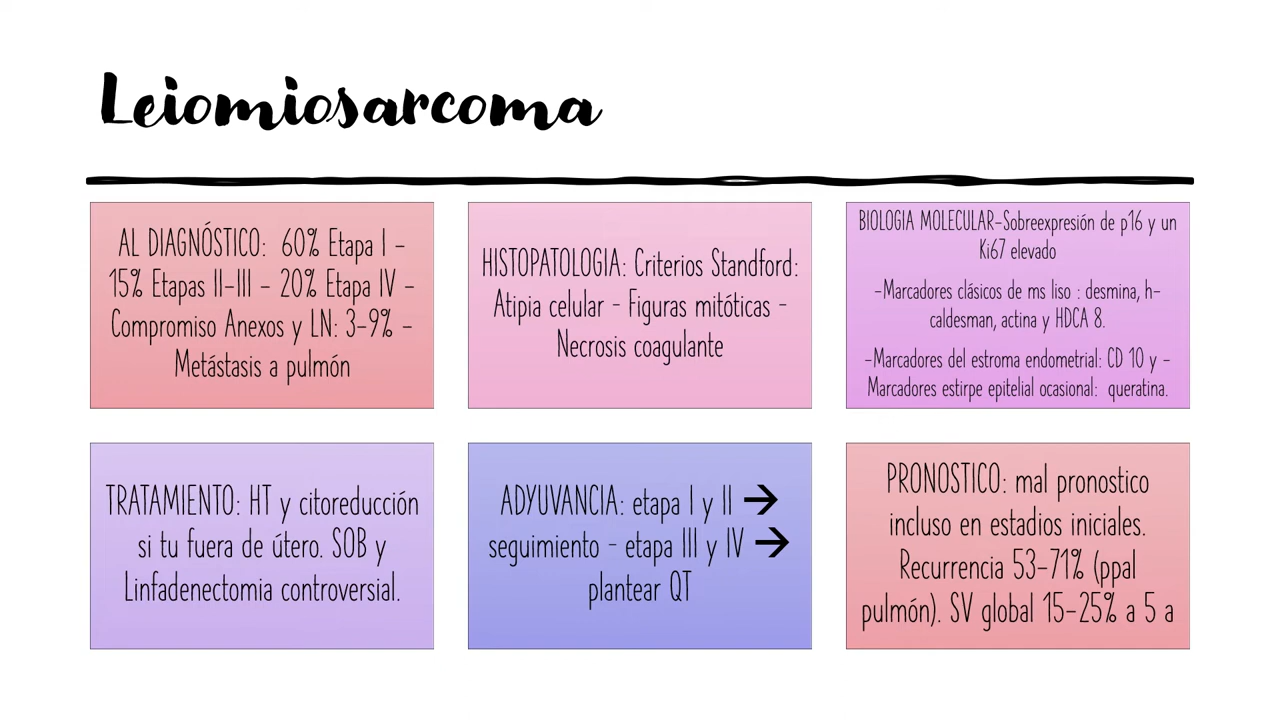 Leiomiosarcoma
AL DIAGNÓSTICO: 60% Etapa I -
15% Etapas II-III - 20% Etapa IV -
Compromiso Anexos y LN: 3-9% -
Metástasis a pulmón
HISTOPATOLOGIA: Criterios Standford:
Atipia celular - Figuras mitóticas -
Necrosis coagulante
BIOLOGIA MOLECULAR-Sobreexpresión de p16 y un
Ki67 elevado
-Marcadores clásicos de ms liso : desmina, h-
caldesman, actina y HDCA 8.
-Marcadores del estroma endometrial: CD 10 y -
Marcadores estirpe epitelial ocasional: queratina.
TRATAMIENTO: HT y citoreducción
si tu fuera de útero. SOB y
Linfadenectomia controversial.
ADYUVANCIA: etapa I y II →
seguimiento - etapa III y IV →
plantear QT
PRONOSTICO: mal pronostico
incluso en estadios iniciales.
Recurrencia 53-71% (ppal
pulmón). SV global 15-25% a 5 a